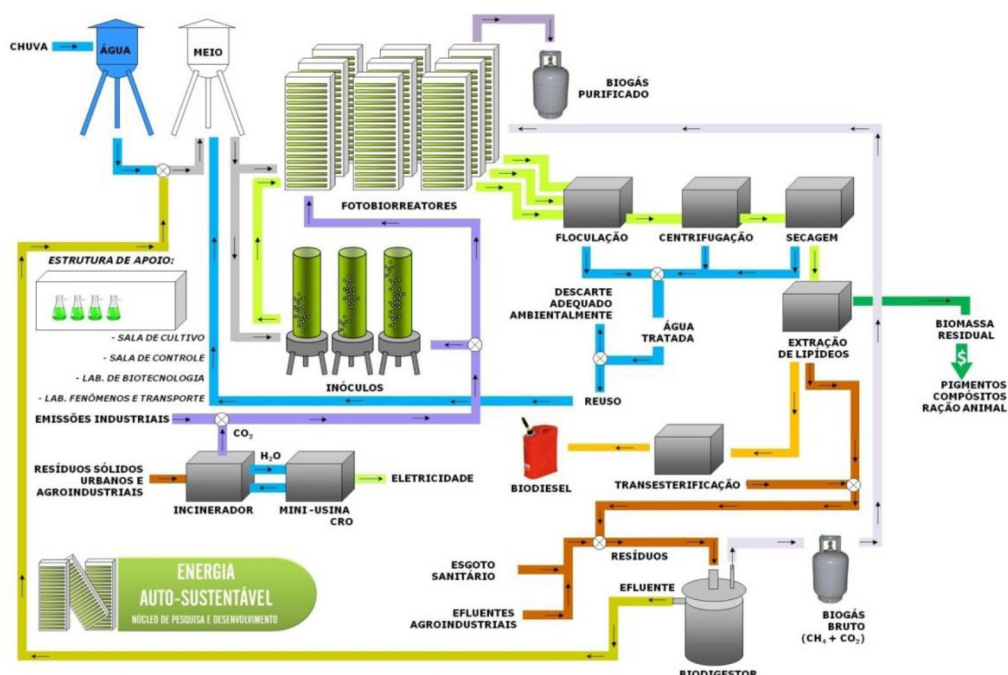 CHUVA
ÁGUA
MEIO
BIOGÁS
PURIFICADO
FOTOBIORREATORES
FLOCULAÇÃO
CENTRIFUGAÇÃO
SECAGEM
ESTRUTURA DE APOIO:
- SALA DE CULTIVO
- SALA DE CONTROLE
- LAB. DE BIOTECNOLOGIA
- LAB. FENÔMENOS E TRANSPORTE
INÓCULOS
DESCARTE
ADEQUADO
AMBIENTALMENTE
ÁGUA
TRATADA
REUSO
EXTRAÇÃO
DE LIPÍDEOS
BIOMASSA
RESIDUAL
$
PIGMENTOS
COMPÓSITOS
RAÇÃO ANIMAL
EMISSÕES INDUSTRIAIS
CO2
RESÍDUOS SÓLIDOS
URBANOS E
AGROINDUSTRIAIS
INCINERADOR
H2O
MINI -USINA
CRO
ELETRICIDADE
BIODIESEL
TRANSESTERIFICAÇÃO
RESÍDUOS
ESGOTO
SANITÁRIO
EFLUENTES
AGROINDUSTRIAIS
EFLUENTE
BIODIGESTOR
BIOGÁS
BRUTO
(CH4 + CO2)
ENERGIA
AUTO-SUSTENTÁVEL
NÚCLEO DE PESQUISA E DESENVOLVIMENTO